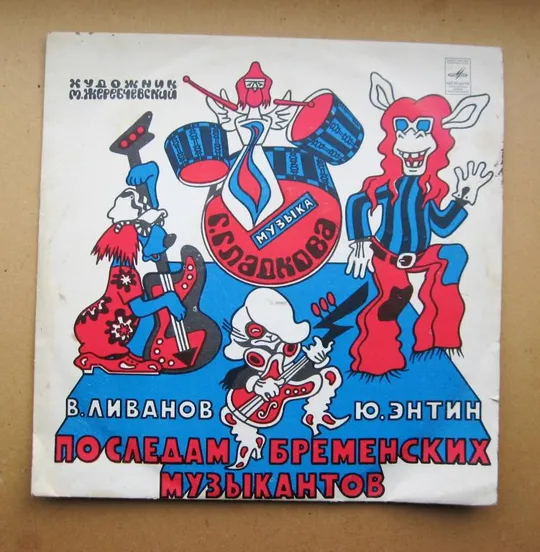 ХУДОЖНИК
М.ЖЕРЕБЧЕВСКИЙ
МУЗЫКА
Г.ГЛАДКОВА
В.ЛИВАНОВ Ю.ЭНТИН
ПО СЛЕДАМ БРЕМЕНСКИХ
МУЗЫКАНТОВ